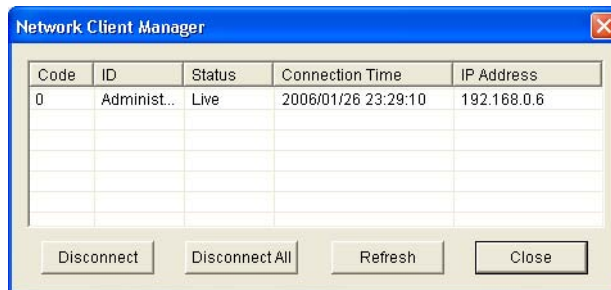 Network Client Manager
Code ID Status Connection Time IP Address
0 Administ... Live 2006/01/26 23:29:10 192.168.0.6
Disconnect Disconnect All Refresh Close